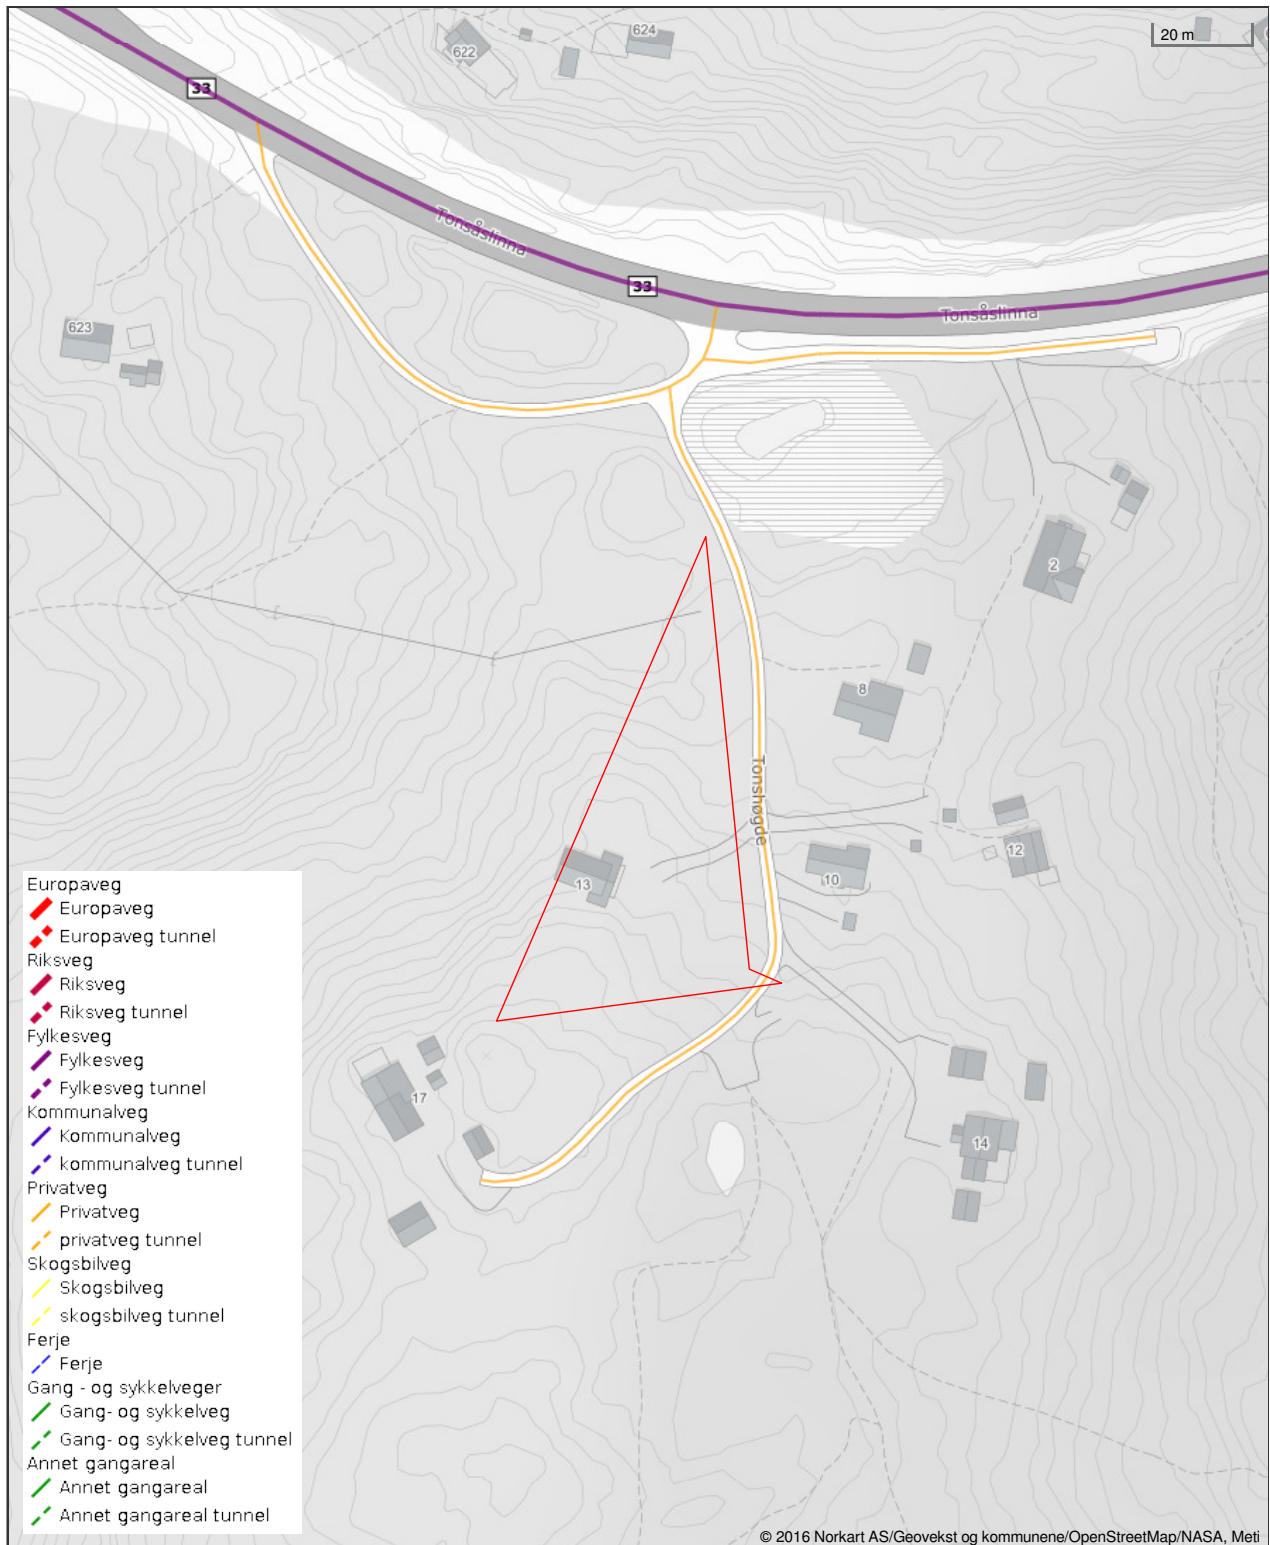 622
624
20 m
33
Tonsåslinna
33
Tonsåslinna
623
2
8
Tonshøgde
13
10
12
17
14
Europaveg
Europaveg
Europaveg tunnel
Riksveg
Riksveg
Riksveg tunnel
Fylkesveg
Fylkesveg
Fylkesveg tunnel
Kommunalveg
Kommunalveg
kommunalveg tunnel
Privatveg
Privatveg
privatveg tunnel
Skogsbilveg
Skogsbilveg
skogsbilveg tunnel
Ferje
Ferje
Gang - og sykkelveger
Gang- og sykkelveg
Gang- og sykkelveg tunnel
Annet gangareal
Annet gangareal
Annet gangareal tunnel
© 2016 Norkart AS/Geovekst og kommunene/OpenStreetMap/NASA, Meti